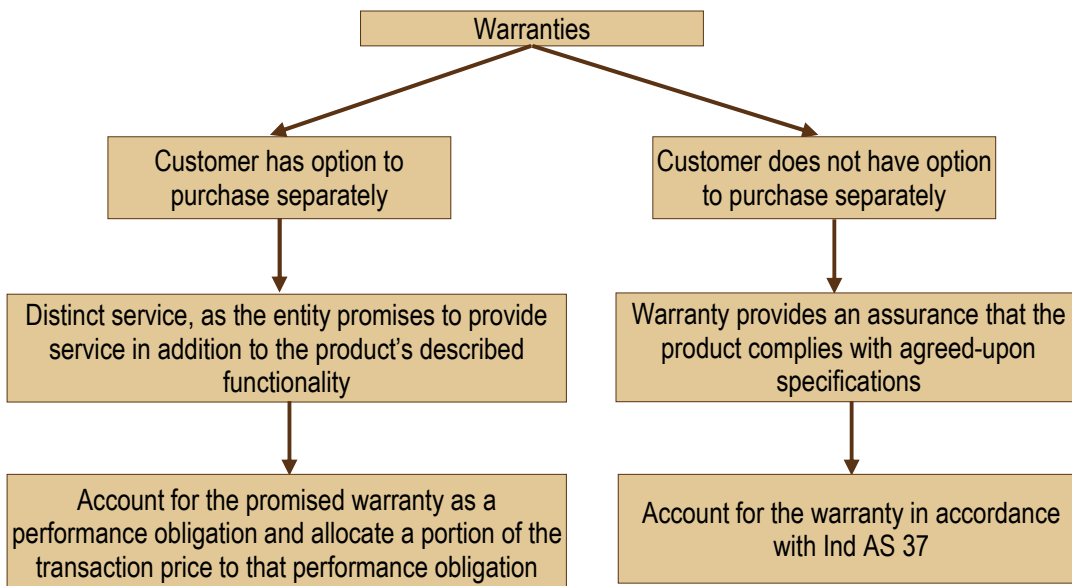 Warranties
Customer has option to
purchase separately
Customer does not have option
to purchase separately
Distinct service, as the entity promises to provide
service in addition to the product's described
functionality
Warranty provides an assurance that the
product complies with agreed-upon
specifications
Account for the promised warranty as a
performance obligation and allocate a portion of the
transaction price to that performance obligation
Account for the warranty in accordance
with Ind AS 37